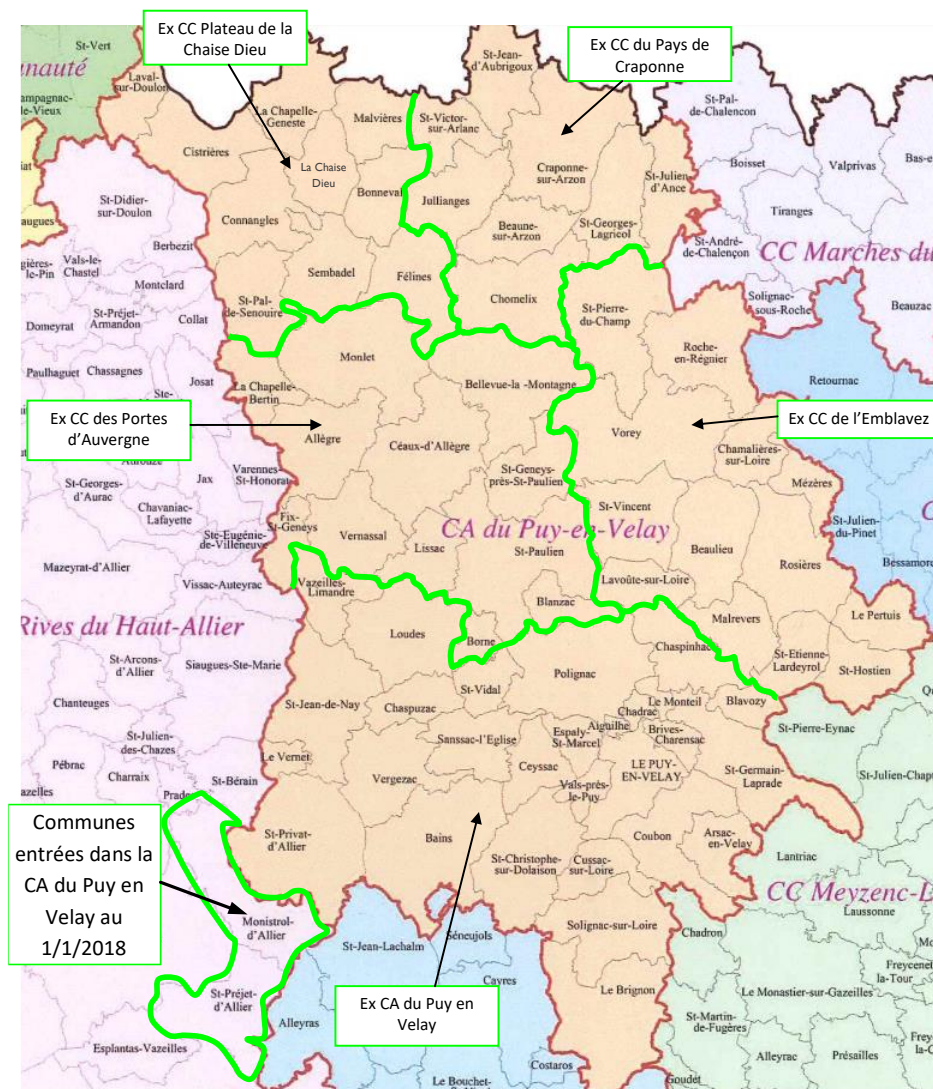 Ex CC Plateau de la
Chaise Dieu
Ex CC du Pays de
Craponne
St-Vert
Laval-
sur-Doulon
La Chapelle-
Geneste
Malvières
St-Victor
-sur-Arlanc
St-Jean-
d'Aubrigoux
St-Pal-
de-Chalencon
Cistrières
La Chaise
Dieu
Bonneval
Jullianges
Craponne-
sur-Arzon
St-Julien
d'Ance
Boisset
Valprivas
St-Didier-
sur-Doulon
Connangles
Beaune-
sur-Arzon
St-Georges-
Lagricol
Tiranges
Berbezit
Vals-le-
Chastel
Montclard
Sembadel
Félines
Chomelix
St-André-
de-Chalençon
CC Marches du
Solignac-
sous-Roche
Beauzac
St-Préjet-
Armandon
Domeyrat
Collat
St-Pal-
de-Senouire
St-Pierre-
du-Champ
Monlet
Roche-
en-Régnier
Paulhaguet
Chassagnes
Josat
La Chapelle-
Bertin
Bellevue-la -Montagne
Retournac
Ex CC des Portes
d'Auvergne
Allègre
Céaux-d'Allègre
Vorey
Ex CC de l'Emblavez
Chamalières-
sur-Loire
Jax
Varennes-
St-Honorat
St-Geneys-
près-St-Paulien
Mézères
St-Georges-
d'Aurac
Chavaniac-
Lafayette
Fix-
St-Geneys
St-Vincent
St-Julien-
du-Pinet
Ste-Eugénie-
de-Villeneuve
Vernassal
Lissac
CA du Puy-en-Velay
St-Paulien
Beaulieu
Rosières
Bessamorel
Mazeyrat-d'Allier
Vissac-Auteyrac
Vazeilles-
Limandre
Lavoûte-sur-Loire
Blanzac
Malrevers
Le Pertuis
Rives du Haut-Allier
Loudes
Borne
Chaspinhac
St-Etienne-
Lardeyrol
St-Hostien
St-Arcons-
d'Allier
Siaugues-Ste-Marie
St-Vidal
Polignac
Blavozy
Chanteuges
St-Jean-de-Nay
Chaspuzac
Le Monteil
Chadrac
Aiguilhe
St-Pierre-Eynac
St-Julien-
des-Chazes
Sanssac-l'Eglise
Espaly-
St-Marcel
Brives-
Charensac
Pébrac
Charraix
Le Vernet
St-Bérain
Vergezac
Ceyssac
Vals-près-
le-Puy
LE PUY-
EN-VELAY
St-Germain-
Laprade
Communes
entrées dans la
CA du Puy en
Velay au
1/1/2018
St-Privat-
d'Allier
Bains
Coubon
Arsac-
en-Velay
Lantriac
St-Christophe-
sur-Dolaison
Cussac-
sur-Loire
CC Meyzenc-L
Laussonne
Monistrol-
d'Allier
St-Jean-Lachalm
Séneujols
Solignac-sur-Loire
Chadron
Freycenet
la-Tour
Cayres
Le Brignon
Le Monastier-sur-Gazeilles
St-Préjet-
d'Allier
Alleyras
Ex CA du Puy en
Velay
St-Martin-
de-Fugères
Esplantas-Vazeilles
Costaros
Alleyrac
Présailles
Le Bouchet-
Goudet